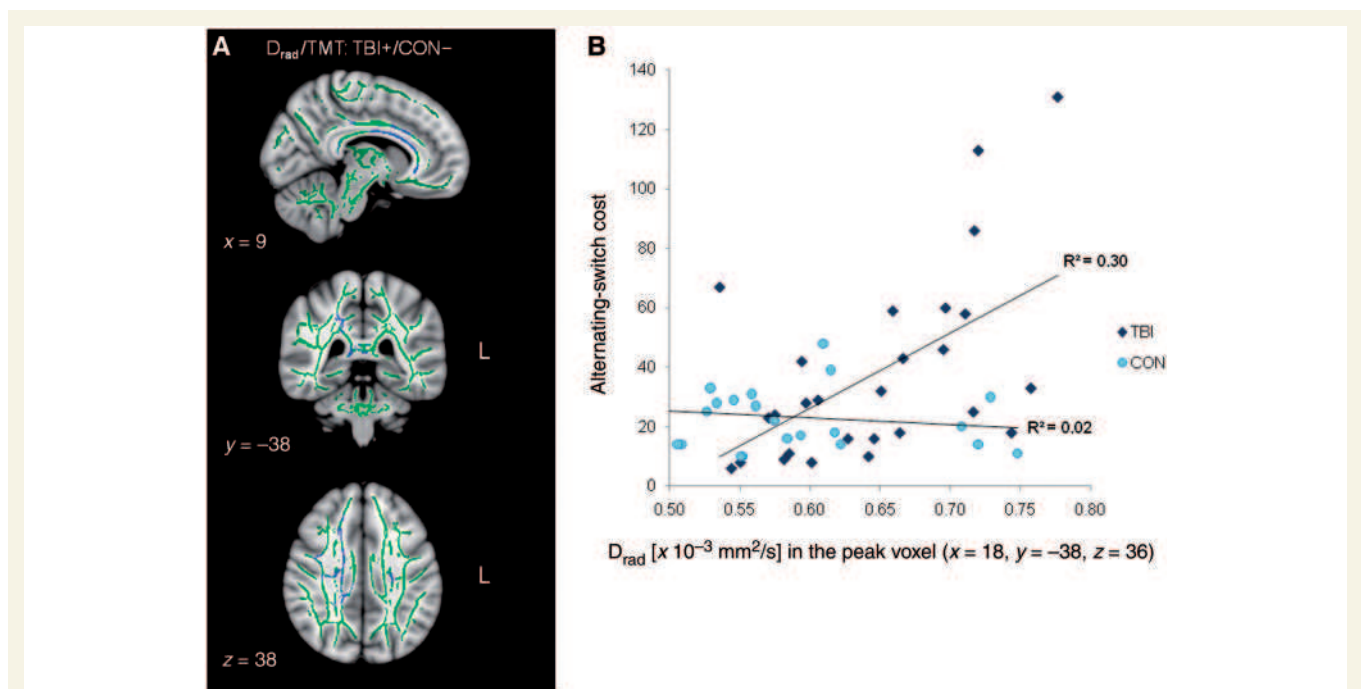 A D_rad/TMT: TBI+/CON−
x = 9
L
y = −38
L
z = 38
B
140
120
100
80
60
40
20
0
Alternating-switch cost
R² = 0.30
R² = 0.02
TBI
CON
0.50 0.55 0.60 0.65 0.70 0.75 0.80
D_rad [x 10⁻³ mm²/s] in the peak voxel (x = 18, y = −38, z = 36)